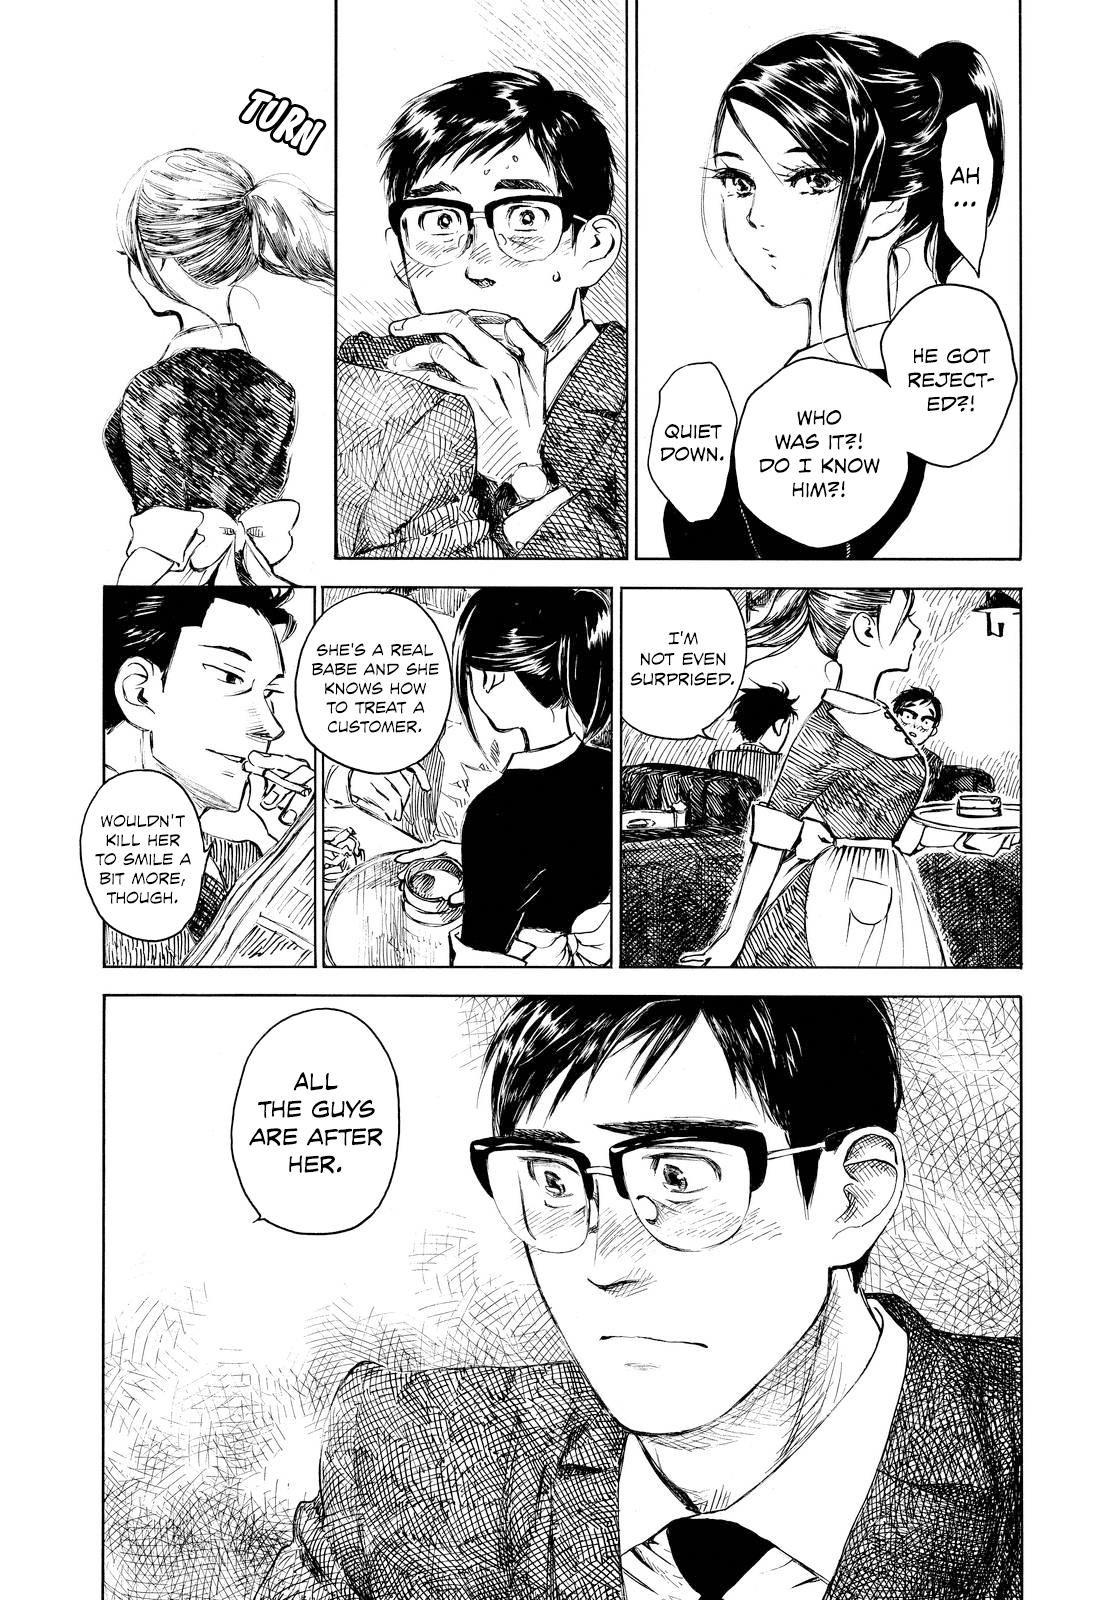 AH
...
HE GOT
REJECT-
ED?!
WHO
WAS IT?!
DO I KNOW
HIM?!
QUIET
DOWN.
TURN
I'M
NOT EVEN
SURPRISED.
SHE'S A REAL
BABE AND SHE
KNOWS HOW
TO TREAT A
CUSTOMER.
WOULDN'T
KILL HER
TO SMILE A
BIT MORE,
THOUGH.
ALL
THE GUYS
ARE AFTER
HER.